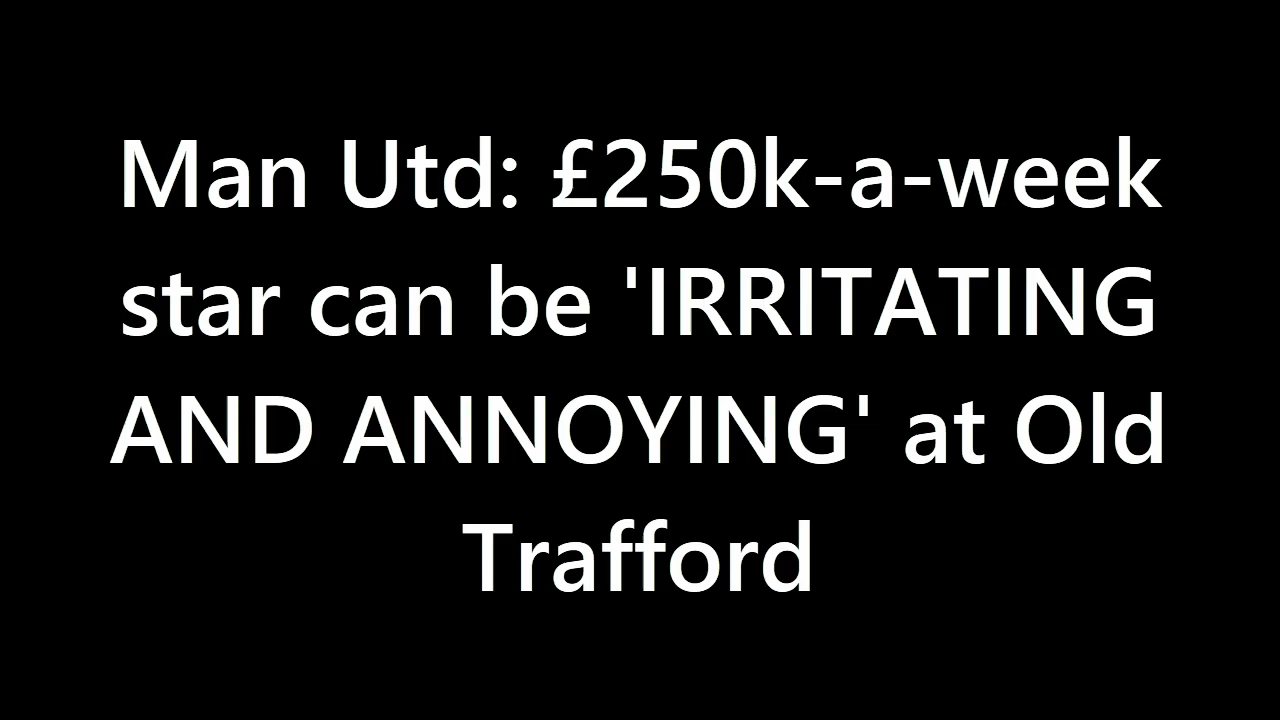 Man Utd: £250k-a-week
star can be 'IRRITATING
AND ANNOYING' at Old
Trafford